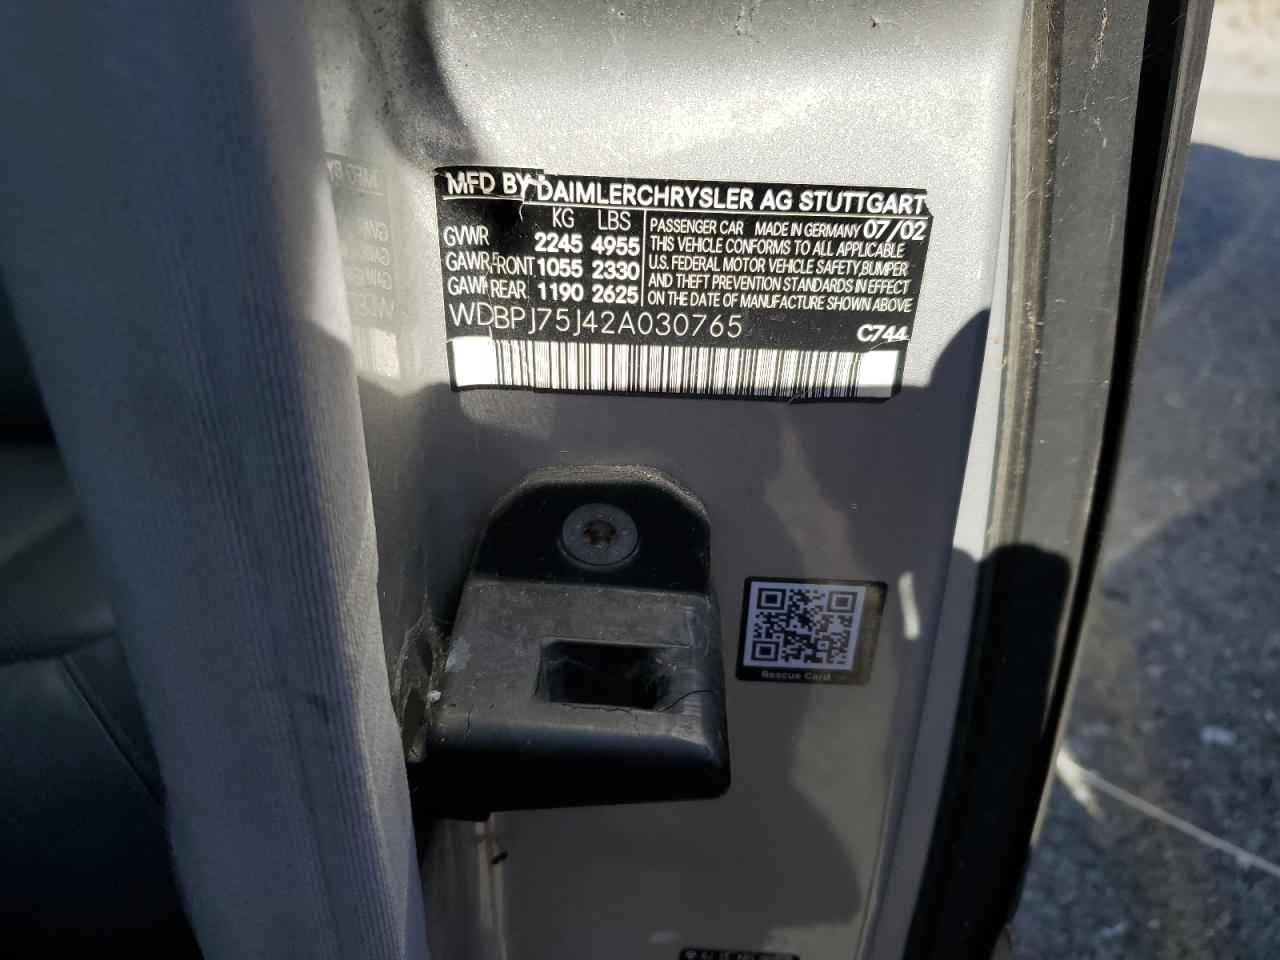 MFD BY DAIMLERCHRYSLER AG STUTTGART
KG LBS
GVWR 2245 4955
GAWR FRONT 1055 2330
GAWR REAR 1190 2625
PASSENGER CAR MADE IN GERMANY 07/02
THIS VEHICLE CONFORMS TO ALL APPLICABLE
U.S. FEDERAL MOTOR VEHICLE SAFETY, BUMPER
AND THEFT PREVENTION STANDARDS IN EFFECT
ON THE DATE OF MANUFACTURE SHOWN ABOVE
WDBPJ75J42A030765 C744
Rescue Card